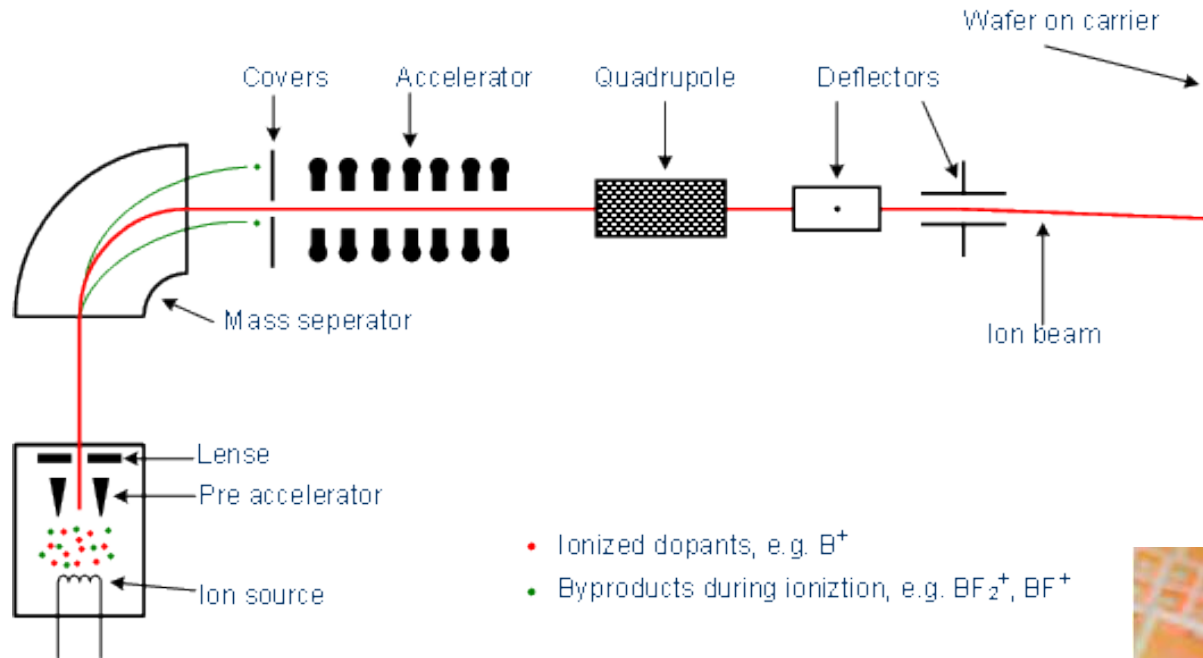 Wafer on carrier
Covers
Accelerator
Quadrupole
Deflectors
Mass seperator
Ion beam
Lense
Pre accelerator
Ion source
Ionized dopants, e.g. B⁺
Byproducts during ioniztion, e.g. BF₂⁺, BF⁺